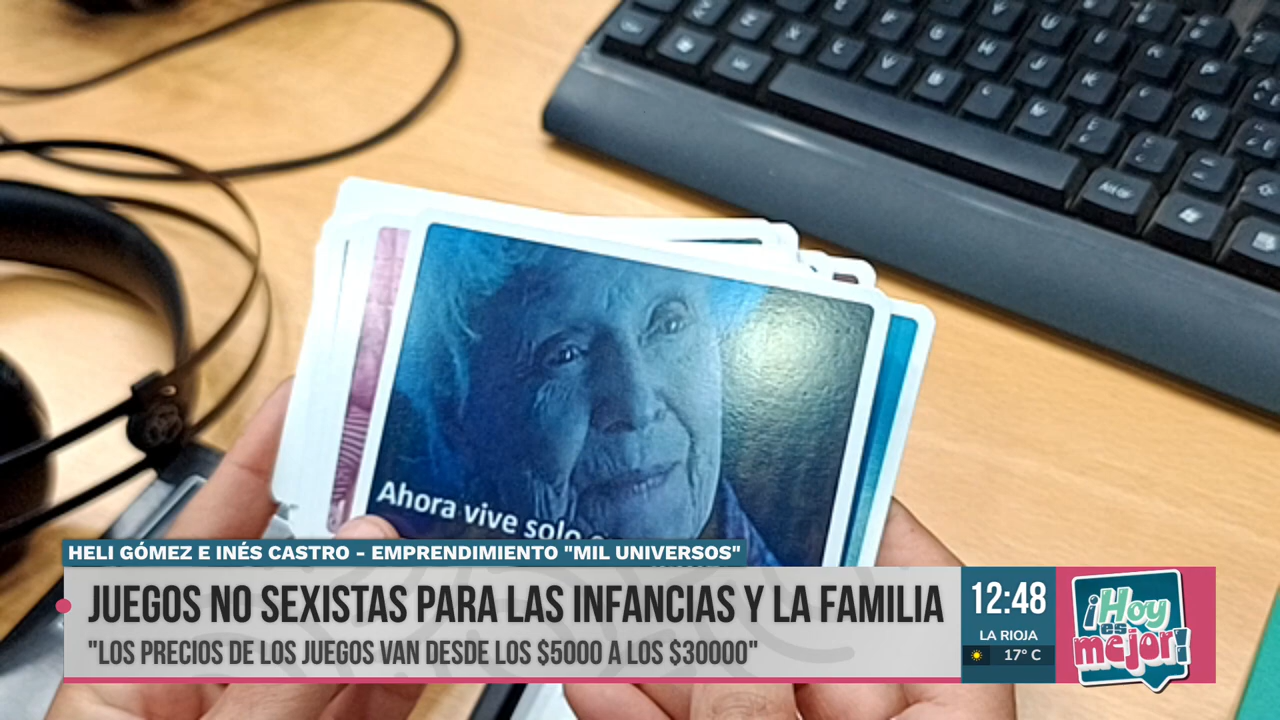 Ahora vive solo
HELI GÓMEZ E INÉS CASTRO - EMPRENDIMIENTO "MIL UNIVERSOS"
JUEGOS NO SEXISTAS PARA LAS INFANCIAS Y LA FAMILIA
"LOS PRECIOS DE LOS JUEGOS VAN DESDE LOS $5000 A LOS $30000"
12:48
LA RIOJA
17° C
¡Hoy
es
mejor!